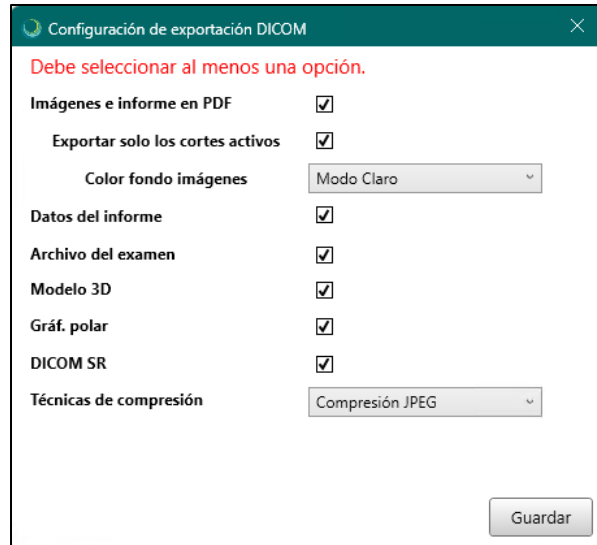 Configuración de exportación DICOM
Debe seleccionar al menos una opción.
Imágenes e informe en PDF
Exportar solo los cortes activos
Color fondo imágenes Modo Claro
Datos del informe
Archivo del examen
Modelo 3D
Gráf. polar
DICOM SR
Técnicas de compresión Compresión JPEG
Guardar